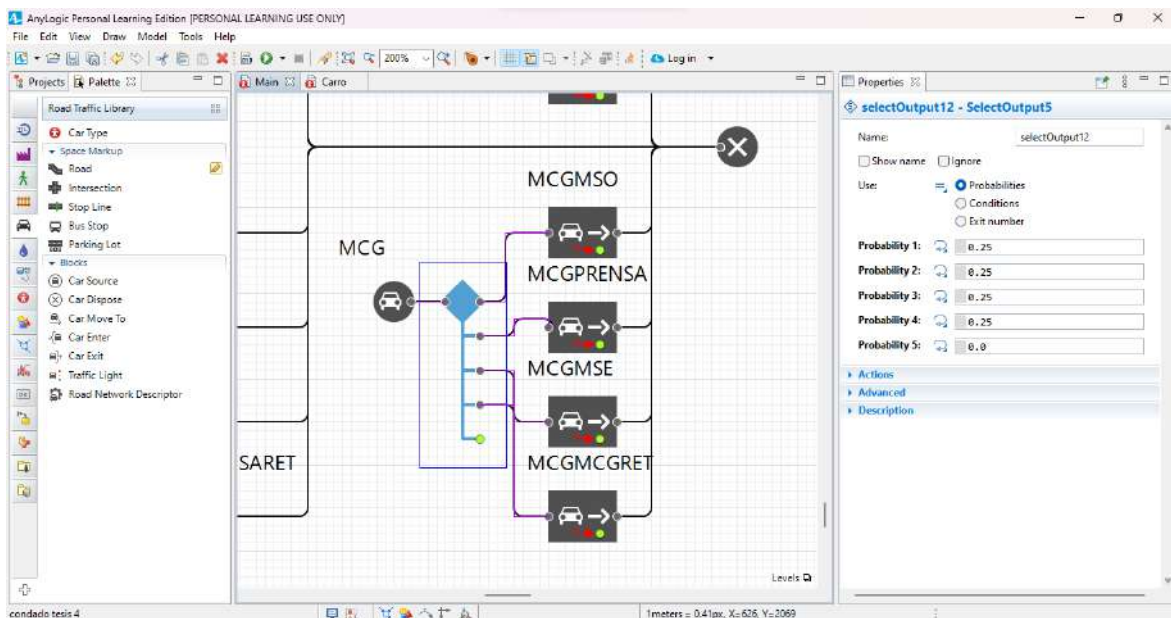 AnyLogic Personal Learning Edition [PERSONAL LEARNING USE ONLY]
File Edit View Draw Model Tools Help
200%
Log in
Projects Palette
Main Carro
Properties
Road Traffic Library
Car Type
Space Markup
Road
Intersection
Stop Line
Bus Stop
Parking Lot
Blocks
Car Source
Car Dispose
Car Move To
Car Enter
Car Exit
Traffic Light
Road Network Descriptor
MCGMSO
MCG
MCGPRENSA
MCGMSE
SARET
MCGMCGRET
Levels
selectOutput12 - SelectOutput5
Name: selectOutput12
Show name Ignore
Use: Probabilities
Conditions
Exit number
Probability 1: 0.25
Probability 2: 0.25
Probability 3: 0.25
Probability 4: 0.25
Probability 5: 0.0
Actions
Advanced
Description
condado tesis 4
1meters = 0.41px, X=626, Y=2069